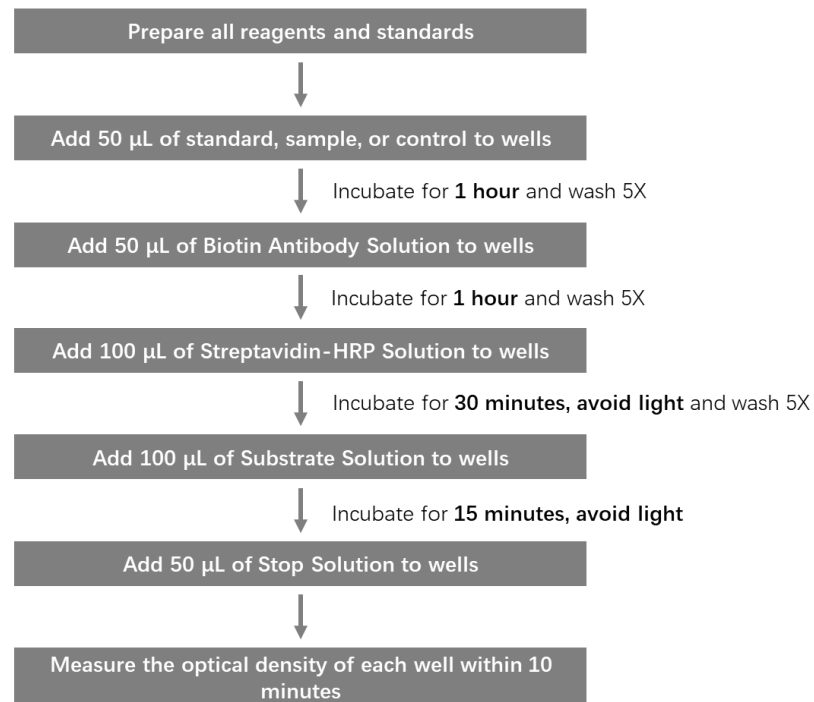 Prepare all reagents and standards
Add 50 µL of standard, sample, or control to wells
Incubate for 1 hour and wash 5X
Add 50 µL of Biotin Antibody Solution to wells
Incubate for 1 hour and wash 5X
Add 100 µL of Streptavidin-HRP Solution to wells
Incubate for 30 minutes, avoid light and wash 5X
Add 100 µL of Substrate Solution to wells
Incubate for 15 minutes, avoid light
Add 50 µL of Stop Solution to wells
Measure the optical density of each well within 10
minutes